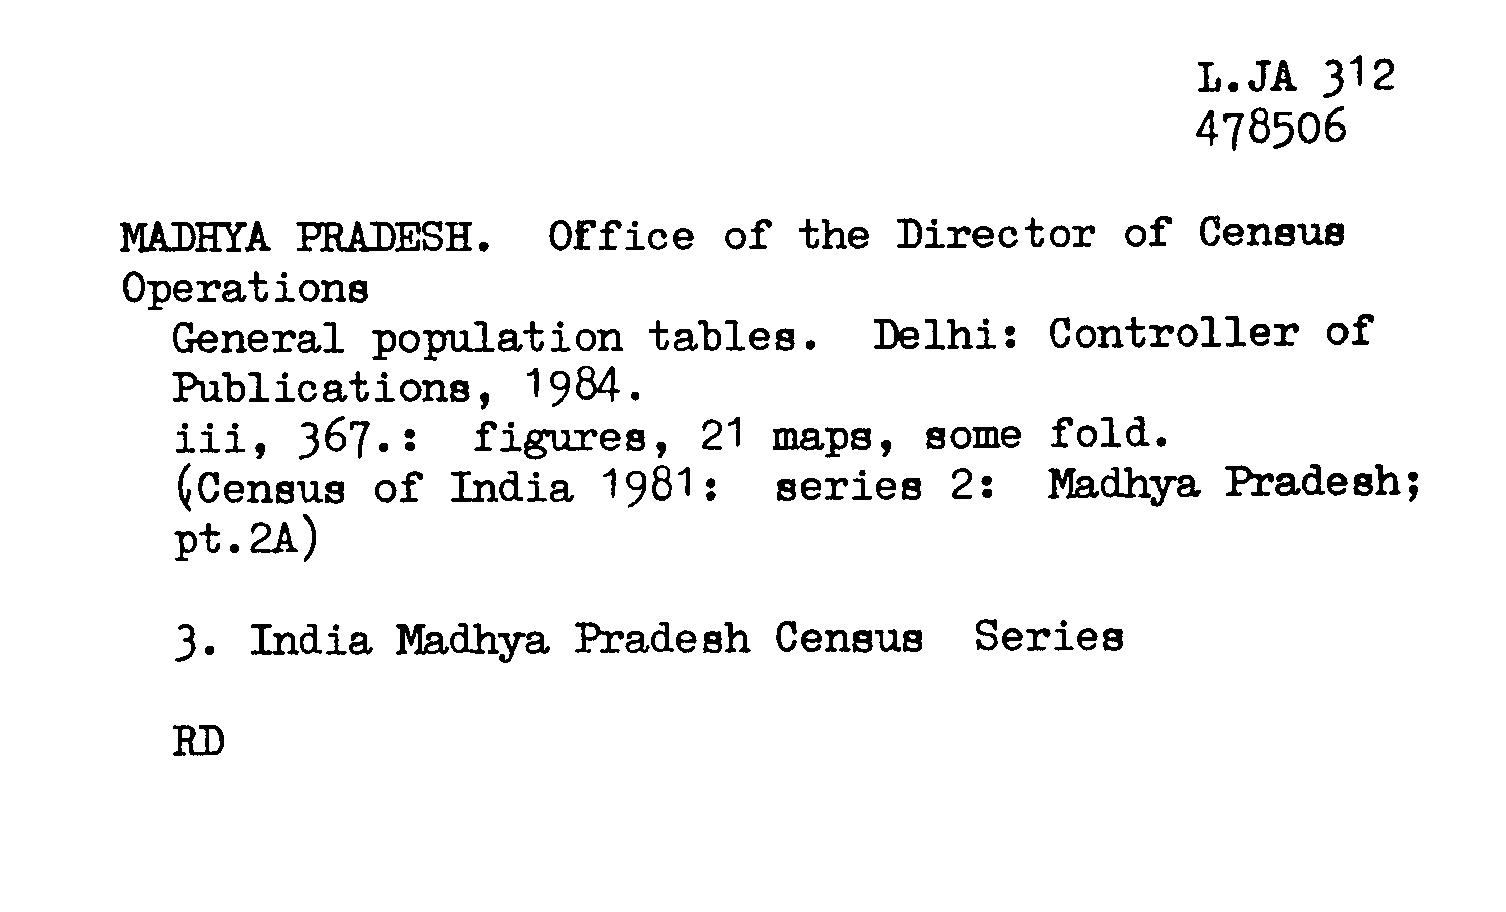 L.JA 312
478506
MADHYA PRADESH. Office of the Director of Census
Operations
General population tables. Delhi: Controller of
Publications, 1984.
iii, 367.: figures, 21 maps, some fold.
(Census of India 1981: series 2: Madhya Pradesh;
pt.2A)
3. India Madhya Pradesh Census Series
RD